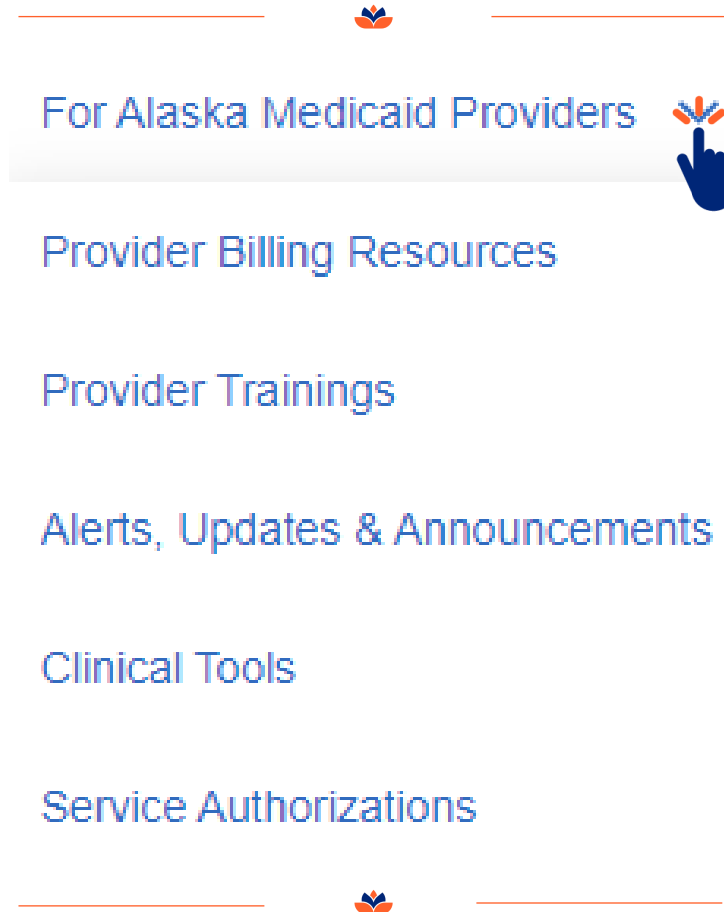 For Alaska Medicaid Providers
Provider Billing Resources
Provider Trainings
Alerts, Updates & Announcements
Clinical Tools
Service Authorizations